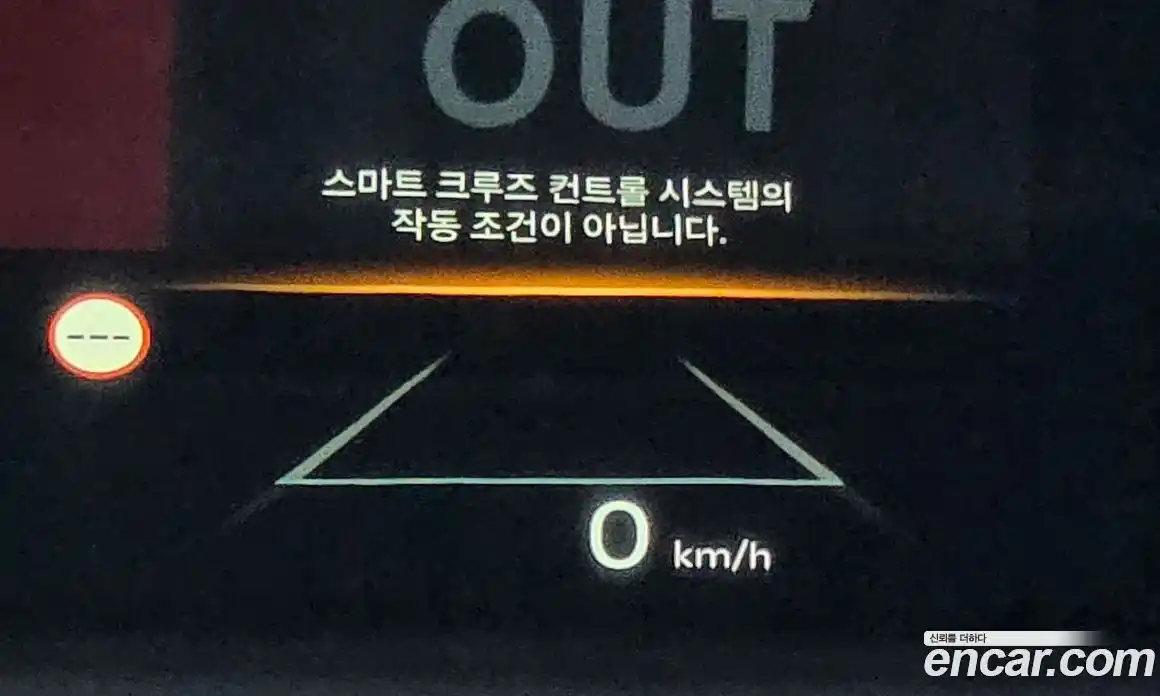 OUT
스마트 크루즈 컨트롤 시스템의
작동 조건이 아닙니다.
---
0 km/h
신뢰를 더하다
encar.com